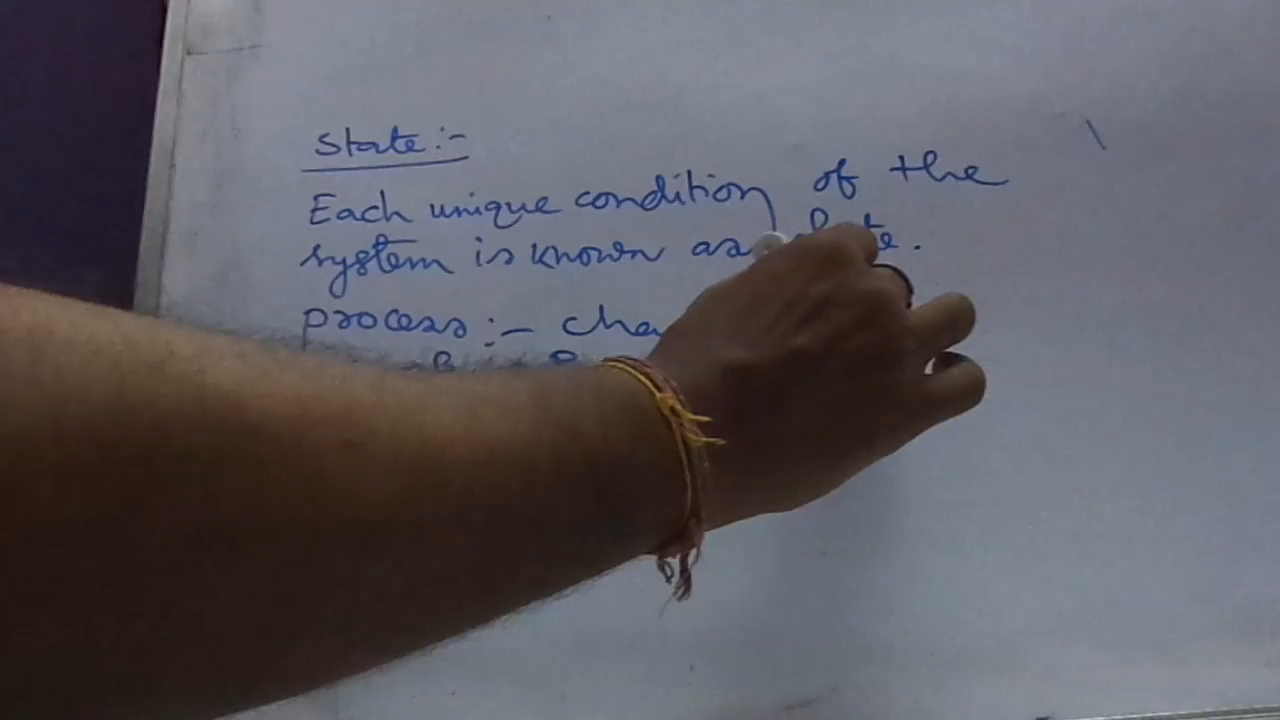 State:-
Each unique condition of the
system is known as
process:-